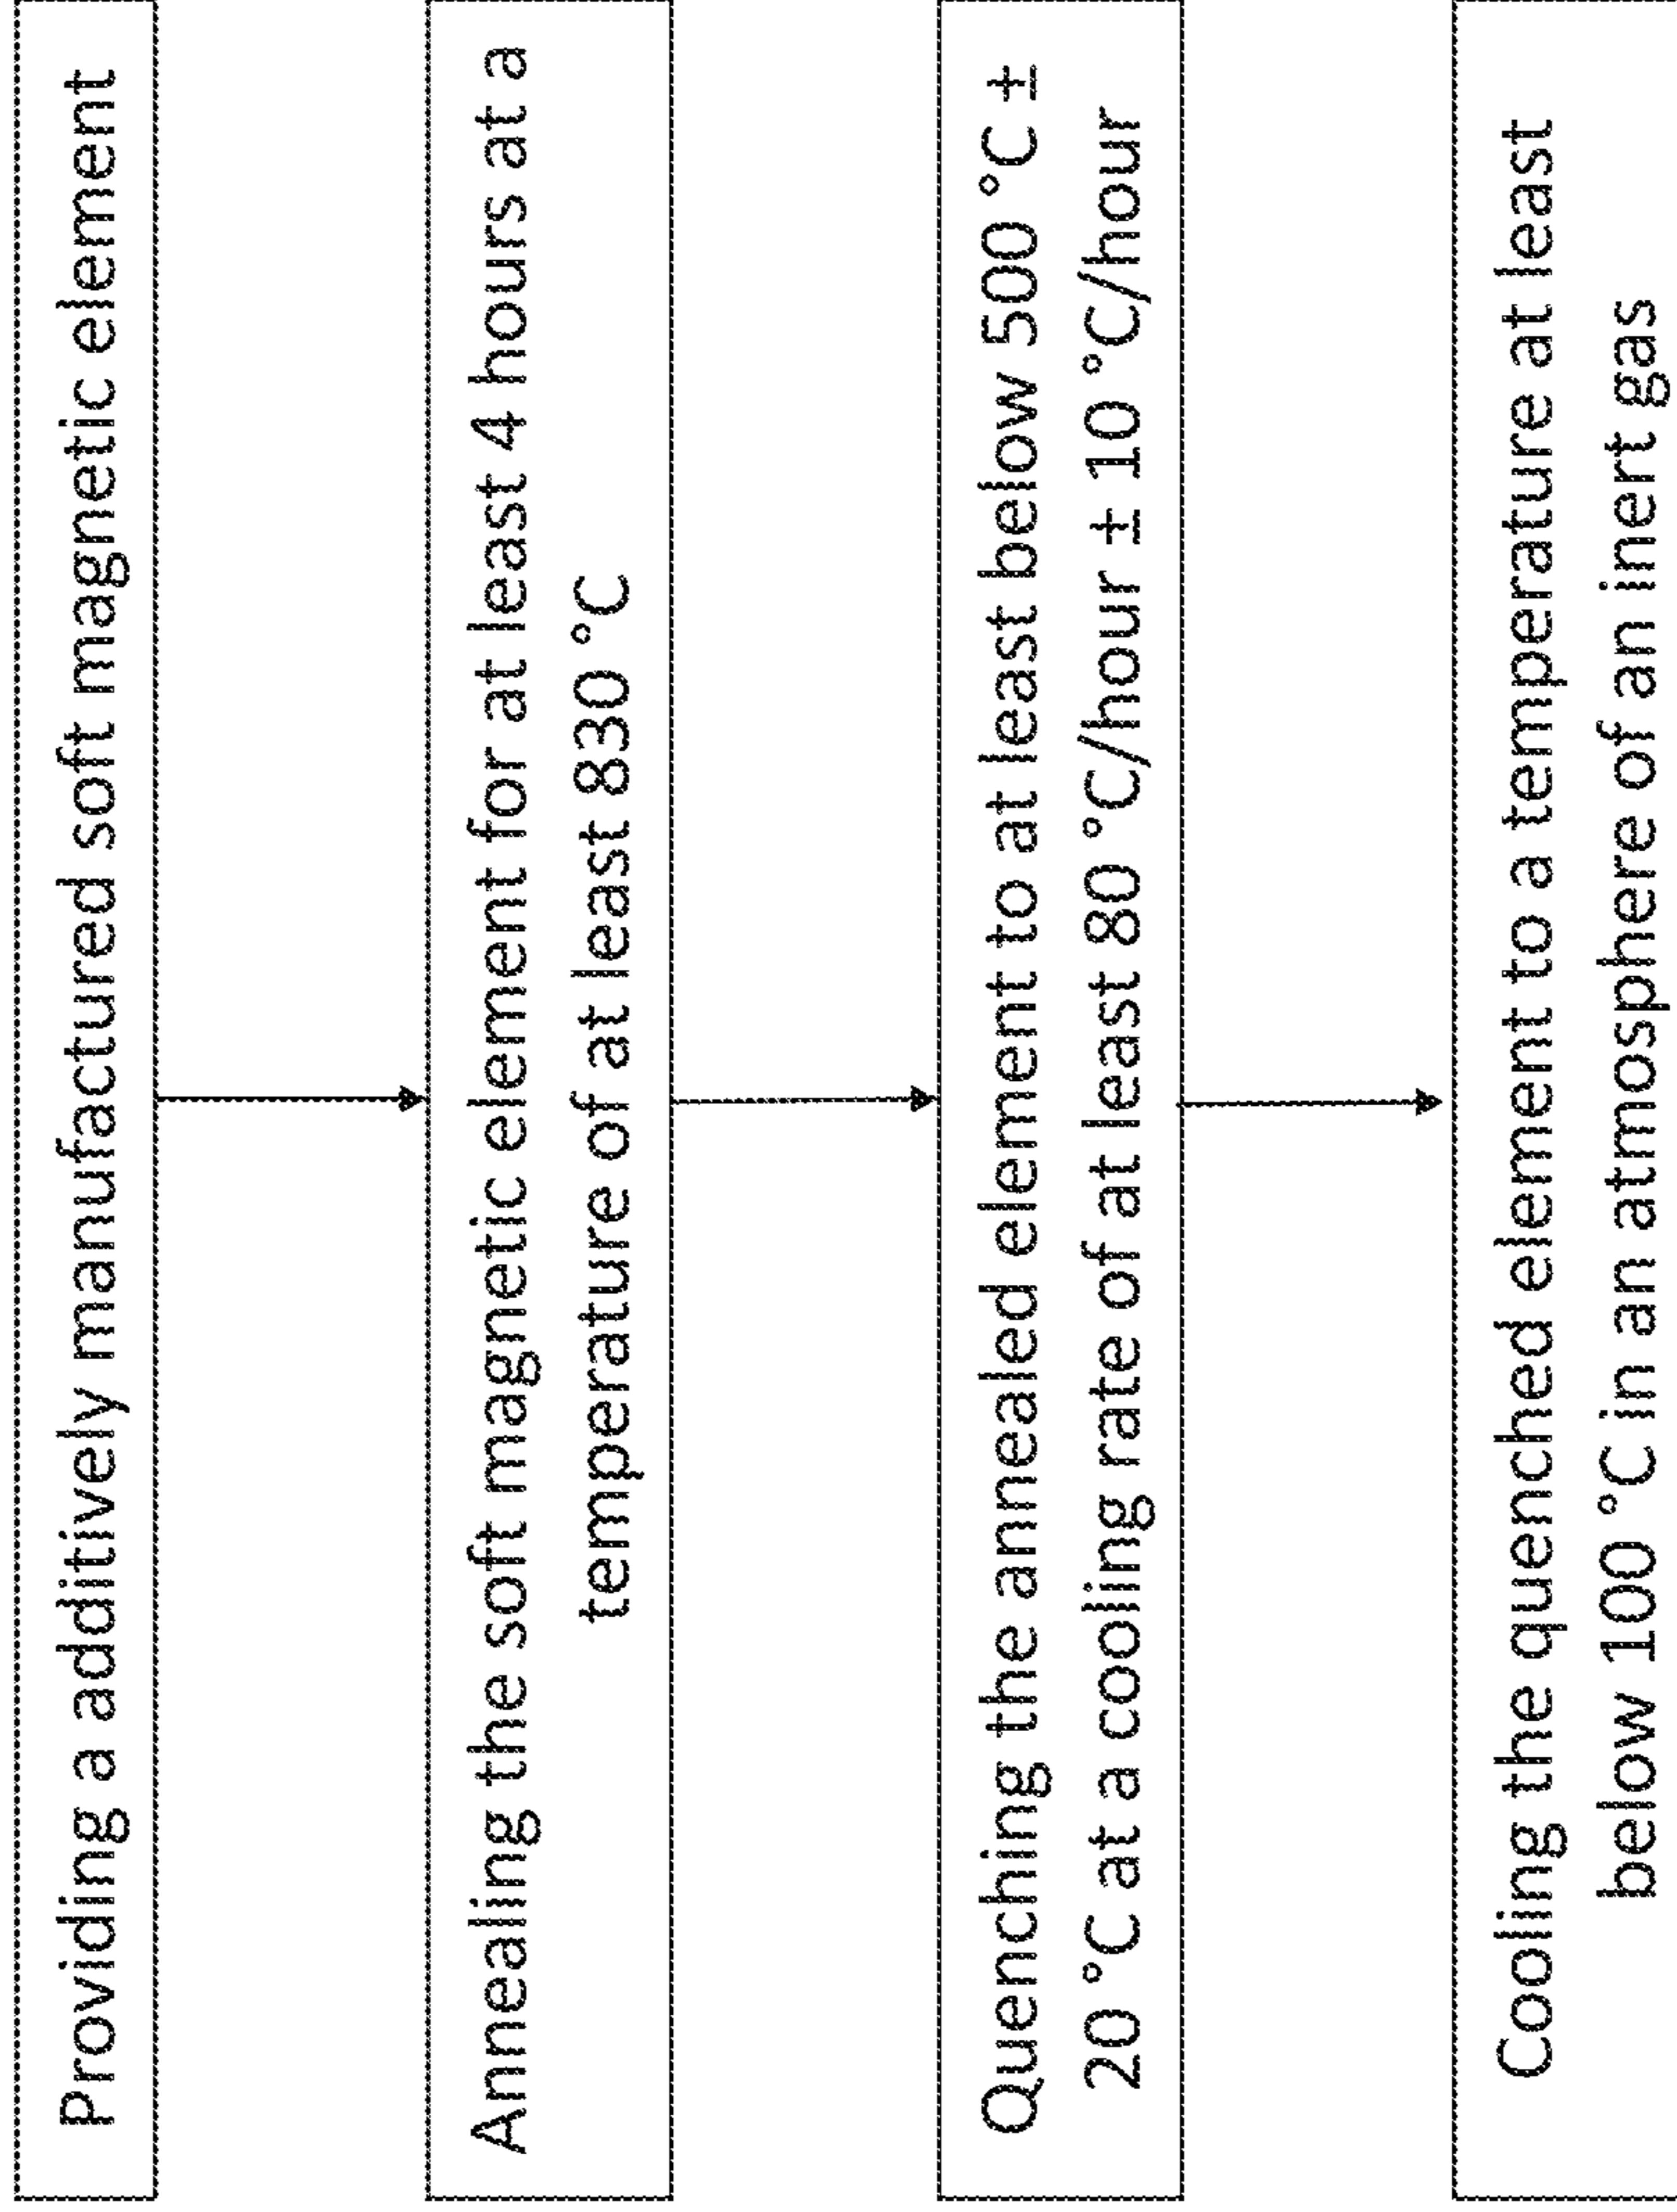 Providing a additively manufactured soft magnetic element
Annealing the soft magnetic element for at least 4 hours at a
temperature of at least 830 °C
Quenching the annealed element to at least below 500 °C ±
20 °C at a cooling rate of at least 80 °C/hour ± 10 °C/hour
Cooling the quenched element to a temperature at least
below 100 °C in an atmosphere of an inert gas